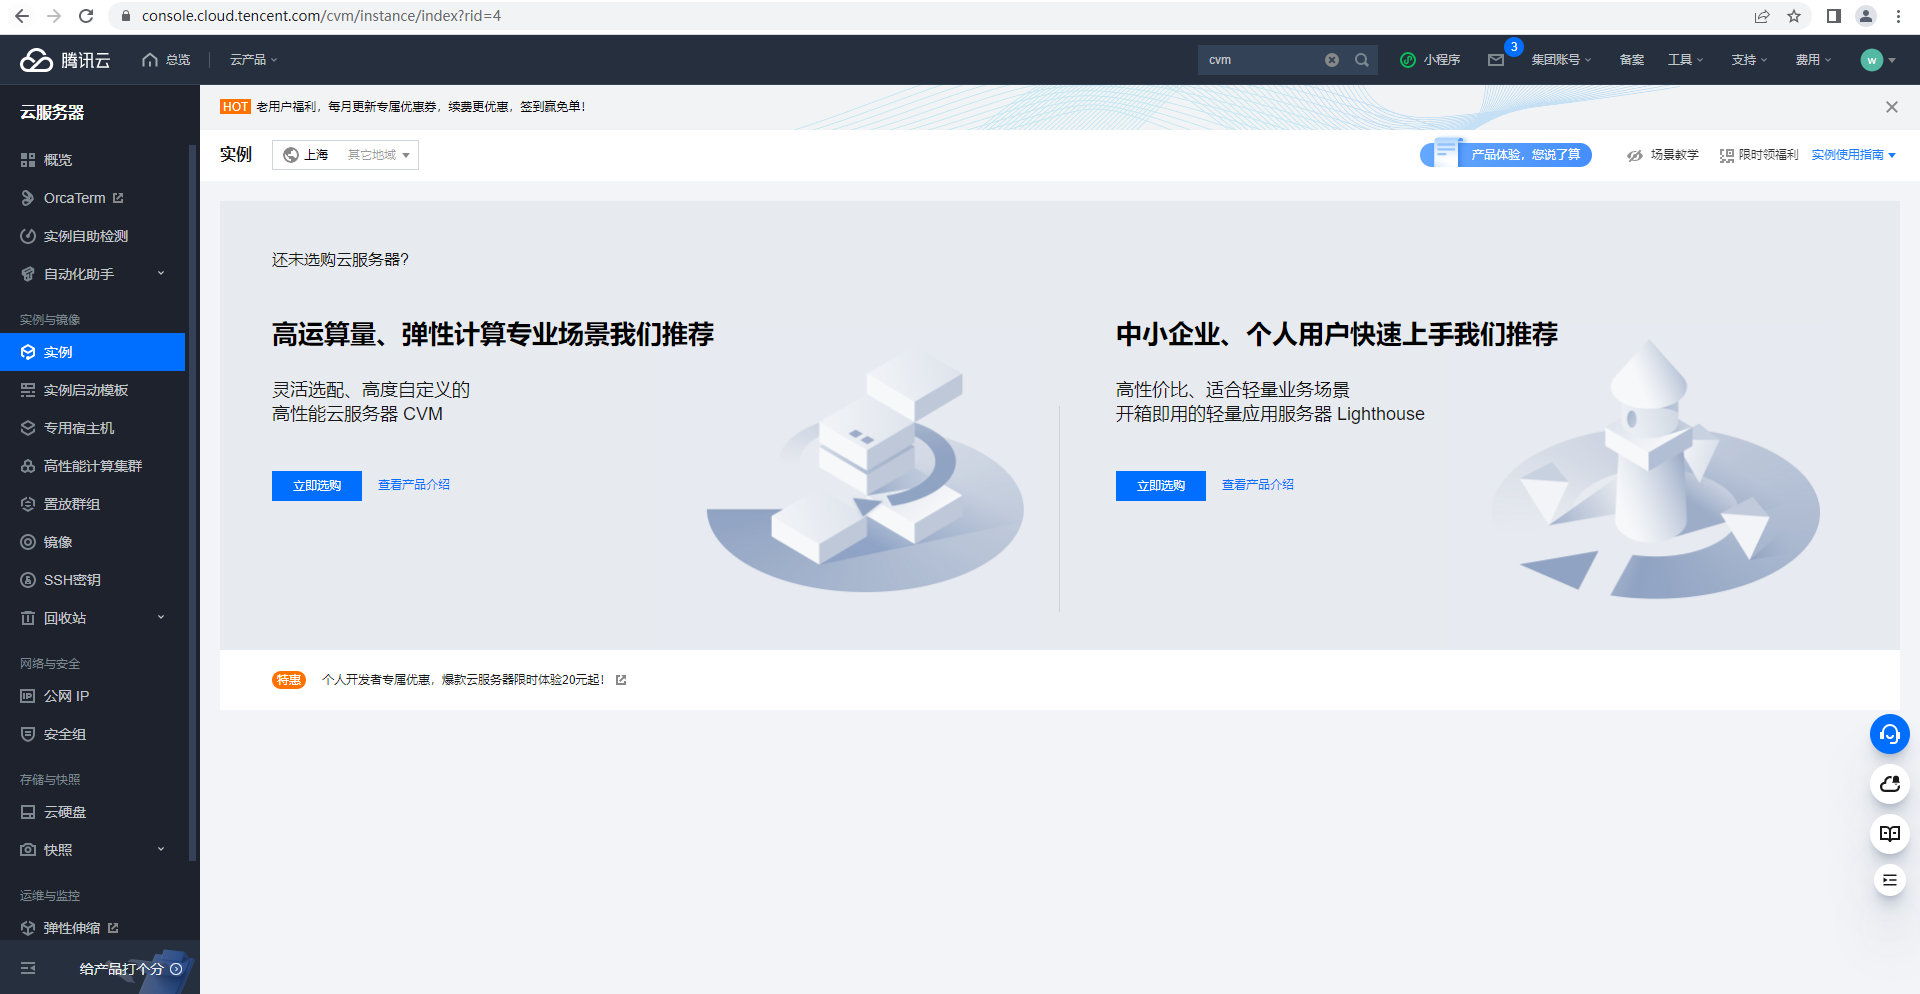 console.cloud.tencent.com/cvm/instance/index?rid=4
腾讯云
总览
云产品
cvm
小程序
3
集团账号
备案
工具
支持
费用
w
云服务器
概览
OrcaTerm
实例自助检测
自动化助手
实例与镜像
实例
实例启动模板
专用宿主机
高性能计算集群
置放群组
镜像
SSH密钥
回收站
网络与安全
公网 IP
安全组
存储与快照
云硬盘
快照
运维与监控
弹性伸缩
给产品打个分
HOT 老用户福利，每月更新专属优惠券，续费更优惠，签到赢免单！
实例
上海
其它地域
产品体验，您说了算
场景教学
限时领福利
实例使用指南
还未选购云服务器？
高运算量、弹性计算专业场景我们推荐
灵活选配、高度自定义的
高性能云服务器 CVM
立即选购
查看产品介绍
中小企业、个人用户快速上手我们推荐
高性价比、适合轻量业务场景
开箱即用的轻量应用服务器 Lighthouse
立即选购
查看产品介绍
特惠
个人开发者专属优惠，爆款云服务器限时体验20元起！